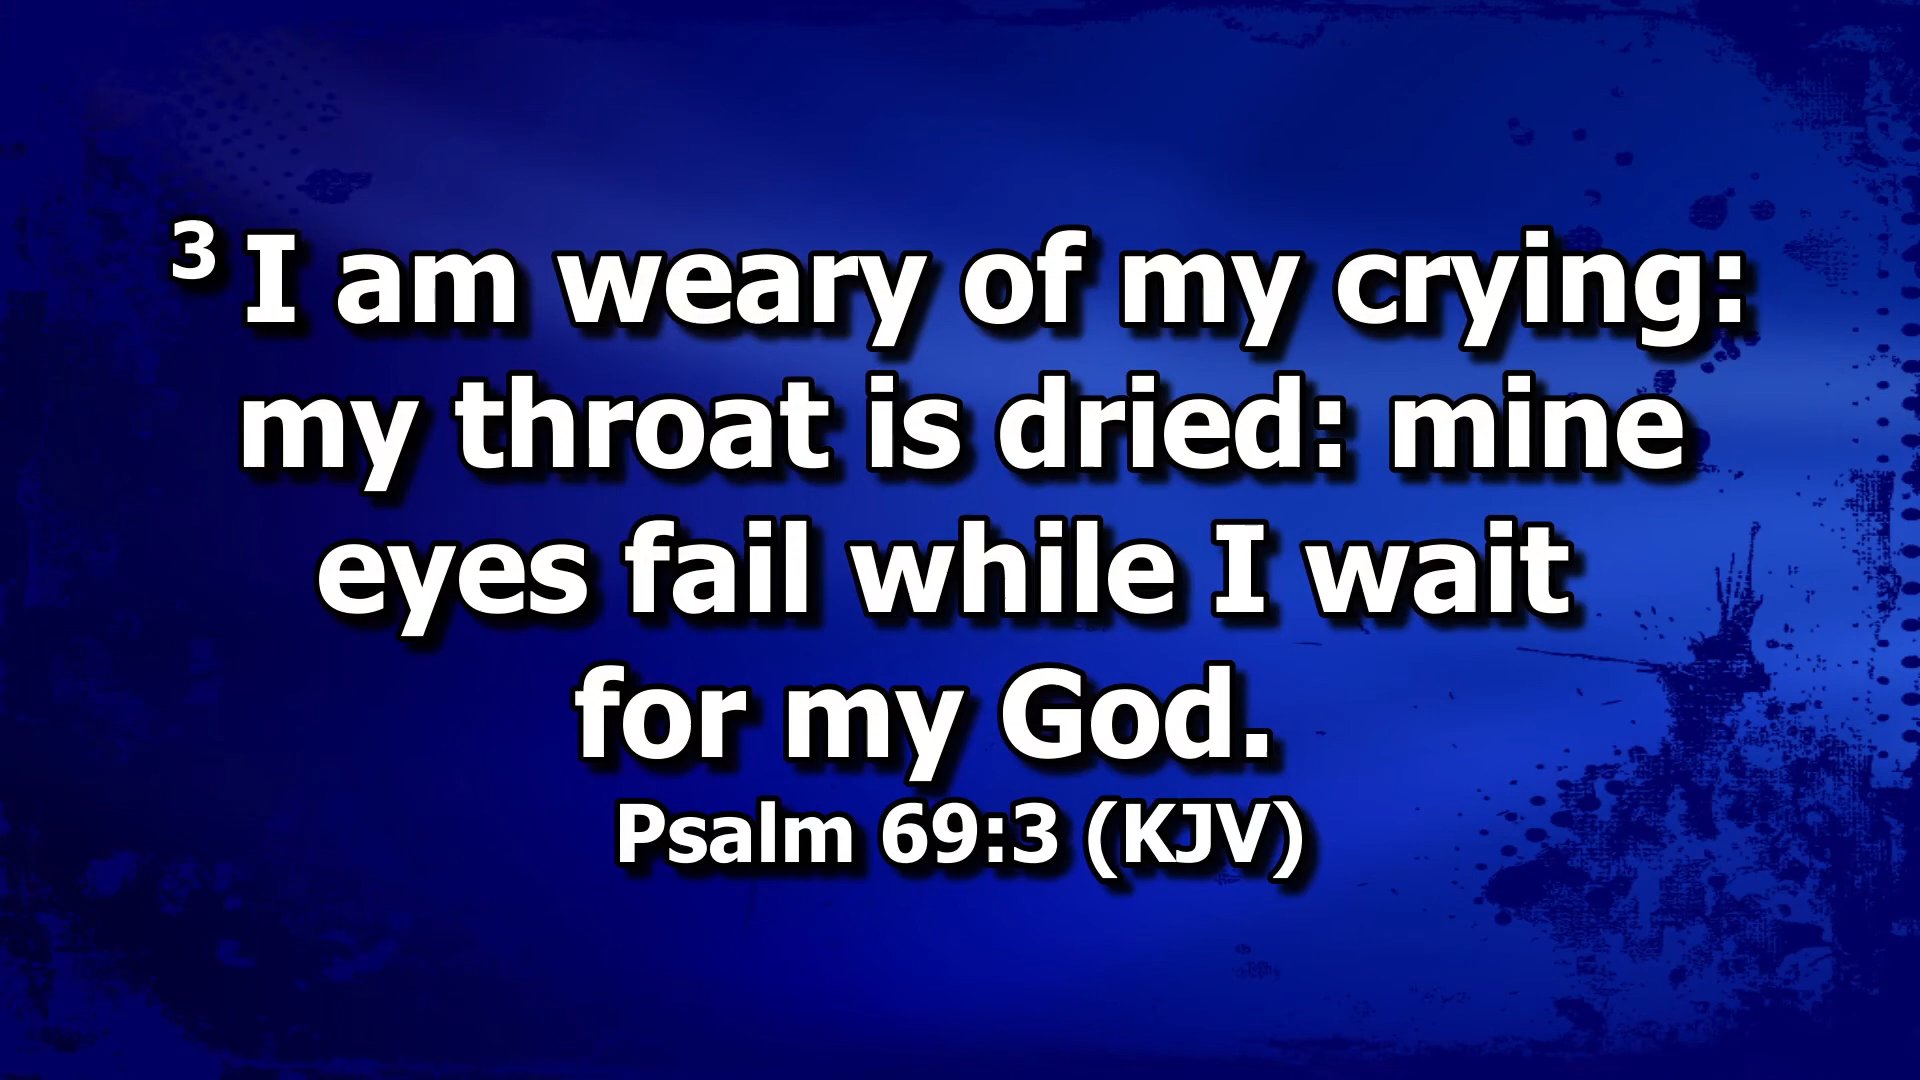 3 I am weary of my crying:
my throat is dried: mine
eyes fail while I wait
for my God.
Psalm 69:3 (KJV)